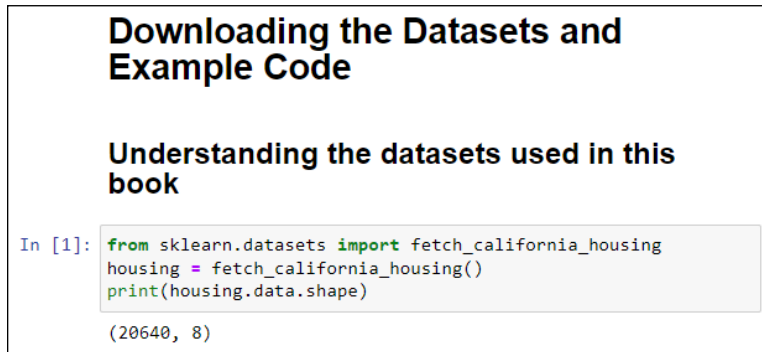 Downloading the Datasets and
Example Code
Understanding the datasets used in this
book
In [1]: from sklearn.datasets import fetch_california_housing
housing = fetch_california_housing()
print(housing.data.shape)
(20640, 8)